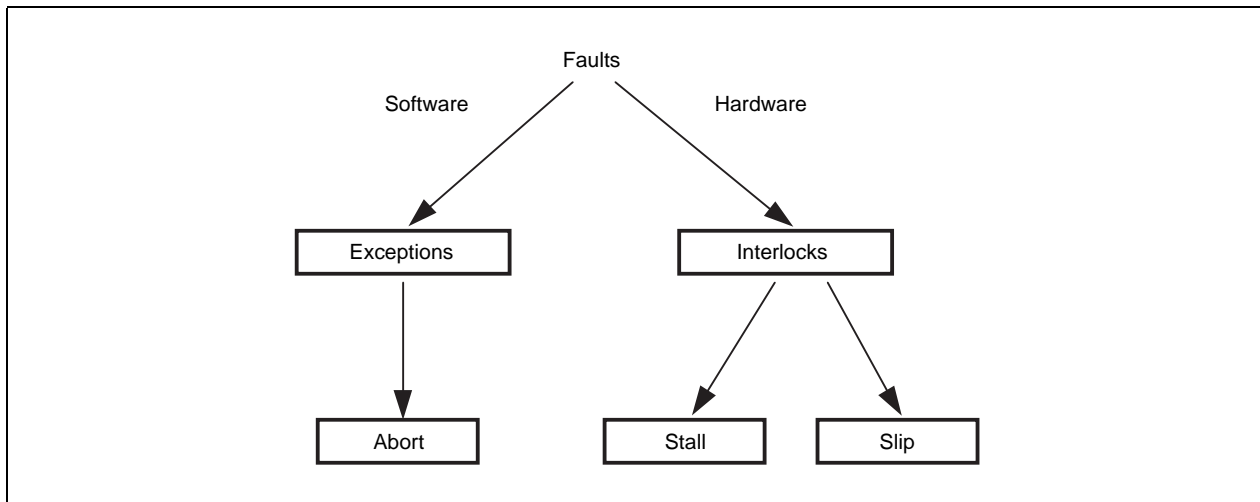 Faults
Software
Hardware
Exceptions
Interlocks
Abort
Stall
Slip